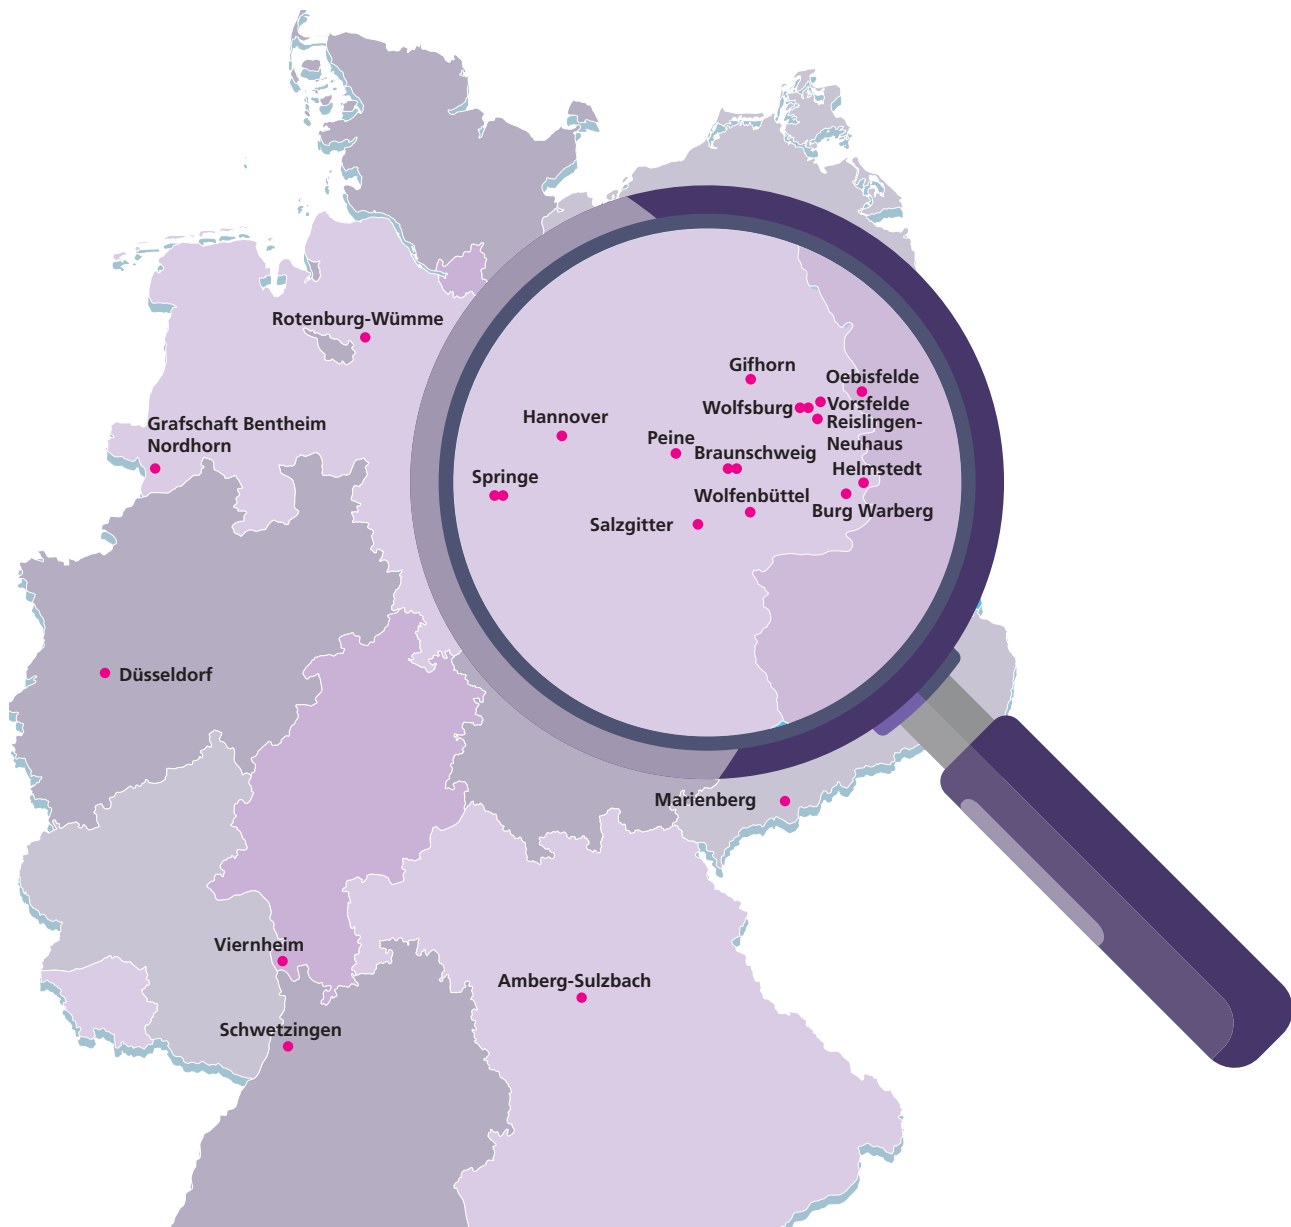 Rotenburg-Wümme
Gifhorn
Oebisfelde
Wolfsburg
Vorsfelde
Hannover
Reislingen-
Neuhaus
Grafschaft Bentheim
Nordhorn
Peine
Braunschweig
Helmstedt
Springe
Wolfenbüttel
Burg Warberg
Salzgitter
Düsseldorf
Marienberg
Viernheim
Amberg-Sulzbach
Schwetzingen